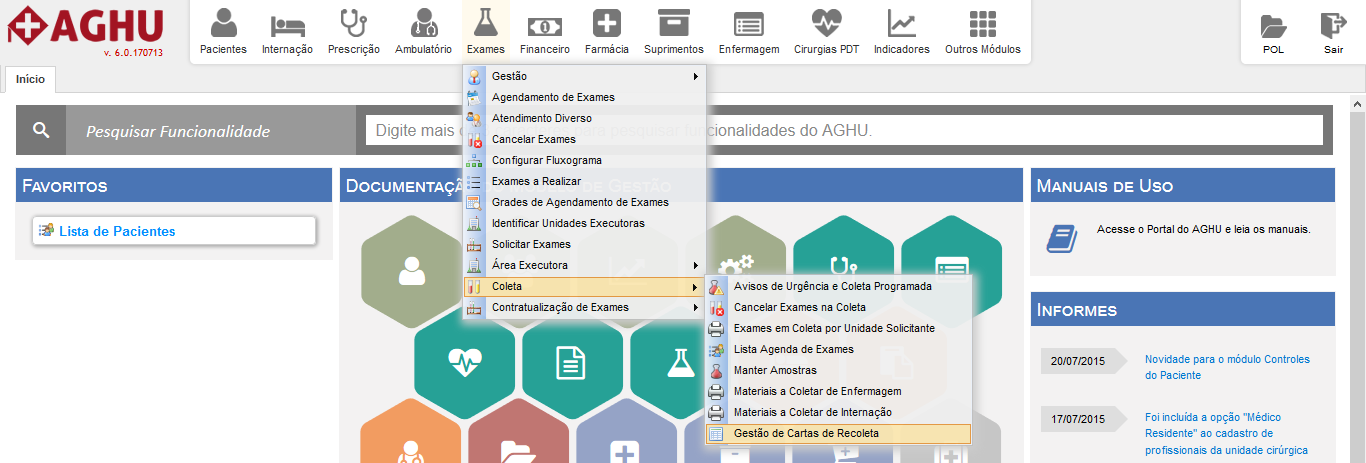 AGHU
v. 6.0.170713
Pacientes
Internação
Prescrição
Ambulatório
Exames
Financeiro
Farmácia
Suprimentos
Enfermagem
Cirurgias PDT
Indicadores
Outros Módulos
POL
Sair
Início
Pesquisar Funcionalidade
Digite mais de para pesquisar funcionalidades do AGHU.
FAVORITOS
Lista de Pacientes
DOCUMENTAÇÃO DE GESTÃO
Gestão
Agendamento de Exames
Atendimento Diverso
Cancelar Exames
Configurar Fluxograma
Exames a Realizar
Grades de Agendamento de Exames
Identificar Unidades Executoras
Solicitar Exames
Área Executora
Coleta
Contratualização de Exames
Avisos de Urgência e Coleta Programada
Cancelar Exames na Coleta
Exames em Coleta por Unidade Solicitante
Lista Agenda de Exames
Manter Amostras
Materiais a Coletar de Enfermagem
Materiais a Coletar de Internação
Gestão de Cartas de Recoleta
MANUAIS DE USO
Acesse o Portal do AGHU e leia os manuais.
INFORMES
20/07/2015
Novidade para o módulo Controles
do Paciente
17/07/2015
Foi incluída a opção "Médico
Residente" ao cadastro de
profissionais da unidade cirúrgica